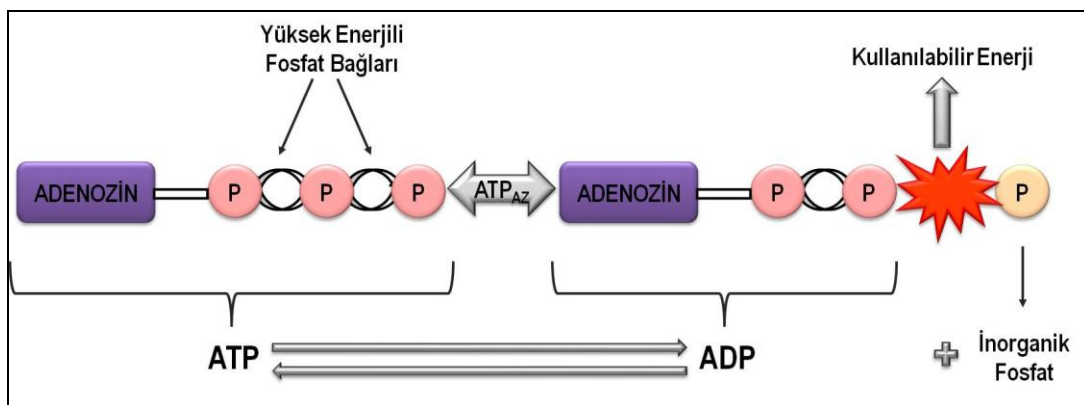 Yüksek Enerjili
Fosfat Bağları
Kullanılabilir Enerji
ADENOZİN
P
P
P
ATPAZ
ADENOZİN
P
P
P
ATP
ADP
İnorganik
Fosfat